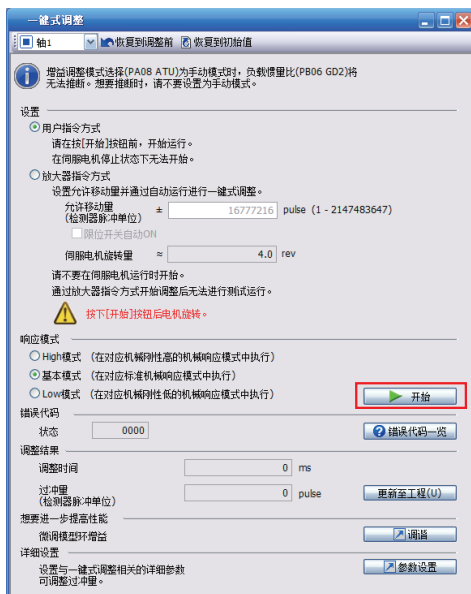 一键式调整
轴1 恢复到调整前 恢复到初始值
增益调整模式选择(PA08 ATU)为手动模式时，负载惯量比(PB06 GD2)将
无法推断。想要推断时，请不要设置为手动模式。
设置
用户指令方式
请在按[开始]按钮前，开始运行。
在伺服电机停止状态下无法开始。
放大器指令方式
设置允许移动量并通过自动运行进行一键式调整。
允许移动量
(检测器脉冲单位) ± 16777216 pulse (1 - 2147483647)
限位开关自动ON
伺服电机旋转量 ≈ 4.0 rev
请不要在伺服电机运行时开始。
通过放大器指令方式开始调整后无法进行测试运行。
按下[开始]按钮后电机旋转。
响应模式
High模式 (在对应机械刚性高的机械响应模式中执行)
基本模式 (在对应标准机械响应模式中执行)
Low模式 (在对应机械刚性低的机械响应模式中执行) 开始
错误代码
状态 0000 错误代码一览
调整结果
调整时间 0 ms
过冲量
(检测器脉冲单位) 0 pulse 更新至工程(U)
想要进一步提高性能
微调模型环增益 调谐
详细设置
设置与一键式调整相关的详细参数 参数设置
可调整过冲量。